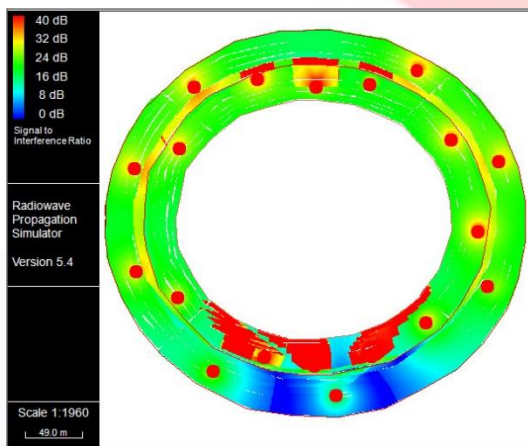 40 dB
32 dB
24 dB
16 dB
8 dB
0 dB
Signal to
Interference Ratio
Radiowave
Propagation
Simulator
Version 5.4
Scale 1:1960
49.0 m